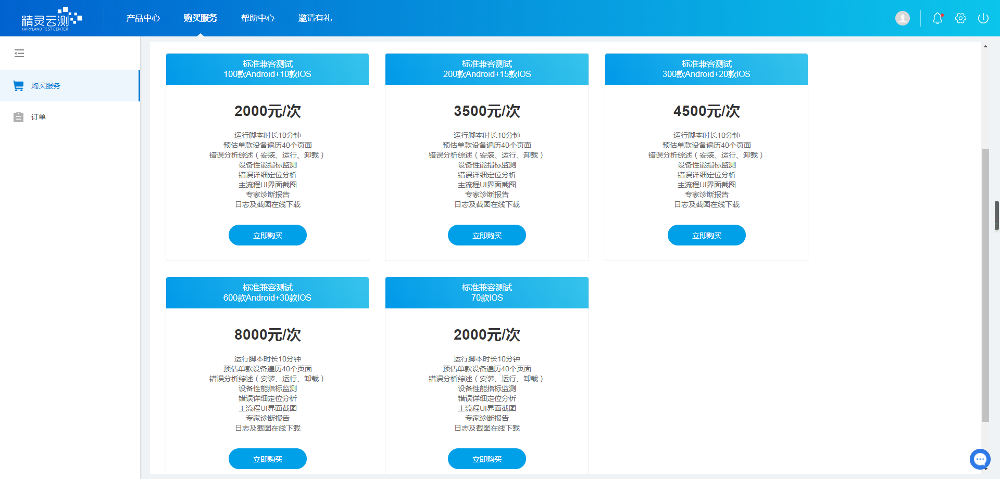 精灵云测
FAIRYLAND TEST CENTER
产品中心
购买服务
帮助中心
邀请有礼
购买服务
订单
标准兼容测试
100款Android+10款IOS
2000元/次
运行脚本时长10分钟
预估单款设备遍历40个页面
错误分析综述（安装、运行、卸载）
设备性能指标监测
错误详细定位分析
主流程UI界面截图
专家诊断报告
日志及截图在线下载
立即购买
标准兼容测试
200款Android+15款IOS
3500元/次
运行脚本时长10分钟
预估单款设备遍历40个页面
错误分析综述（安装、运行、卸载）
设备性能指标监测
错误详细定位分析
主流程UI界面截图
专家诊断报告
日志及截图在线下载
立即购买
标准兼容测试
300款Android+20款IOS
4500元/次
运行脚本时长10分钟
预估单款设备遍历40个页面
错误分析综述（安装、运行、卸载）
设备性能指标监测
错误详细定位分析
主流程UI界面截图
专家诊断报告
日志及截图在线下载
立即购买
标准兼容测试
600款Android+30款IOS
8000元/次
运行脚本时长10分钟
预估单款设备遍历40个页面
错误分析综述（安装、运行、卸载）
设备性能指标监测
错误详细定位分析
主流程UI界面截图
专家诊断报告
日志及截图在线下载
立即购买
标准兼容测试
70款IOS
2000元/次
运行脚本时长10分钟
预估单款设备遍历40个页面
错误分析综述（安装、运行、卸载）
设备性能指标监测
错误详细定位分析
主流程UI界面截图
专家诊断报告
日志及截图在线下载
立即购买